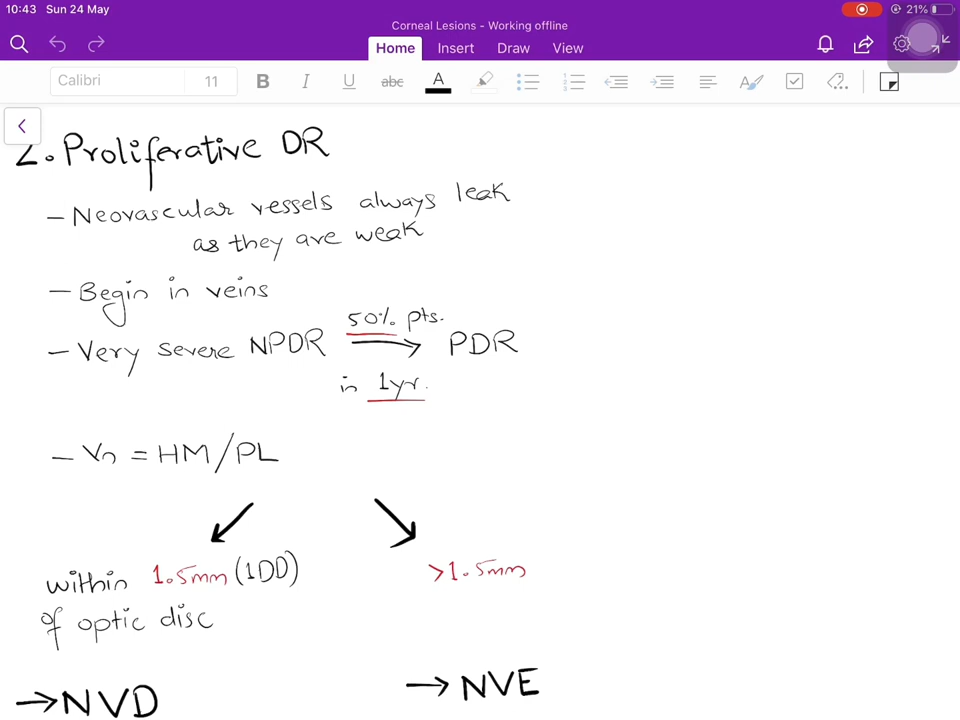 10:43 Sun 24 May
21%
Corneal Lesions - Working offline
Home Insert Draw View
Calibri 11 B I U abc A
2. Proliferative DR
- Neovascular vessels always leak
as they are weak
- Begin in veins
- Very severe NPDR 50% pts. ⇒ PDR
in 1yr.
- Vn = HM/PL
within 1.5mm (1DD) >1.5mm
of optic disc
→ NVD → NVE